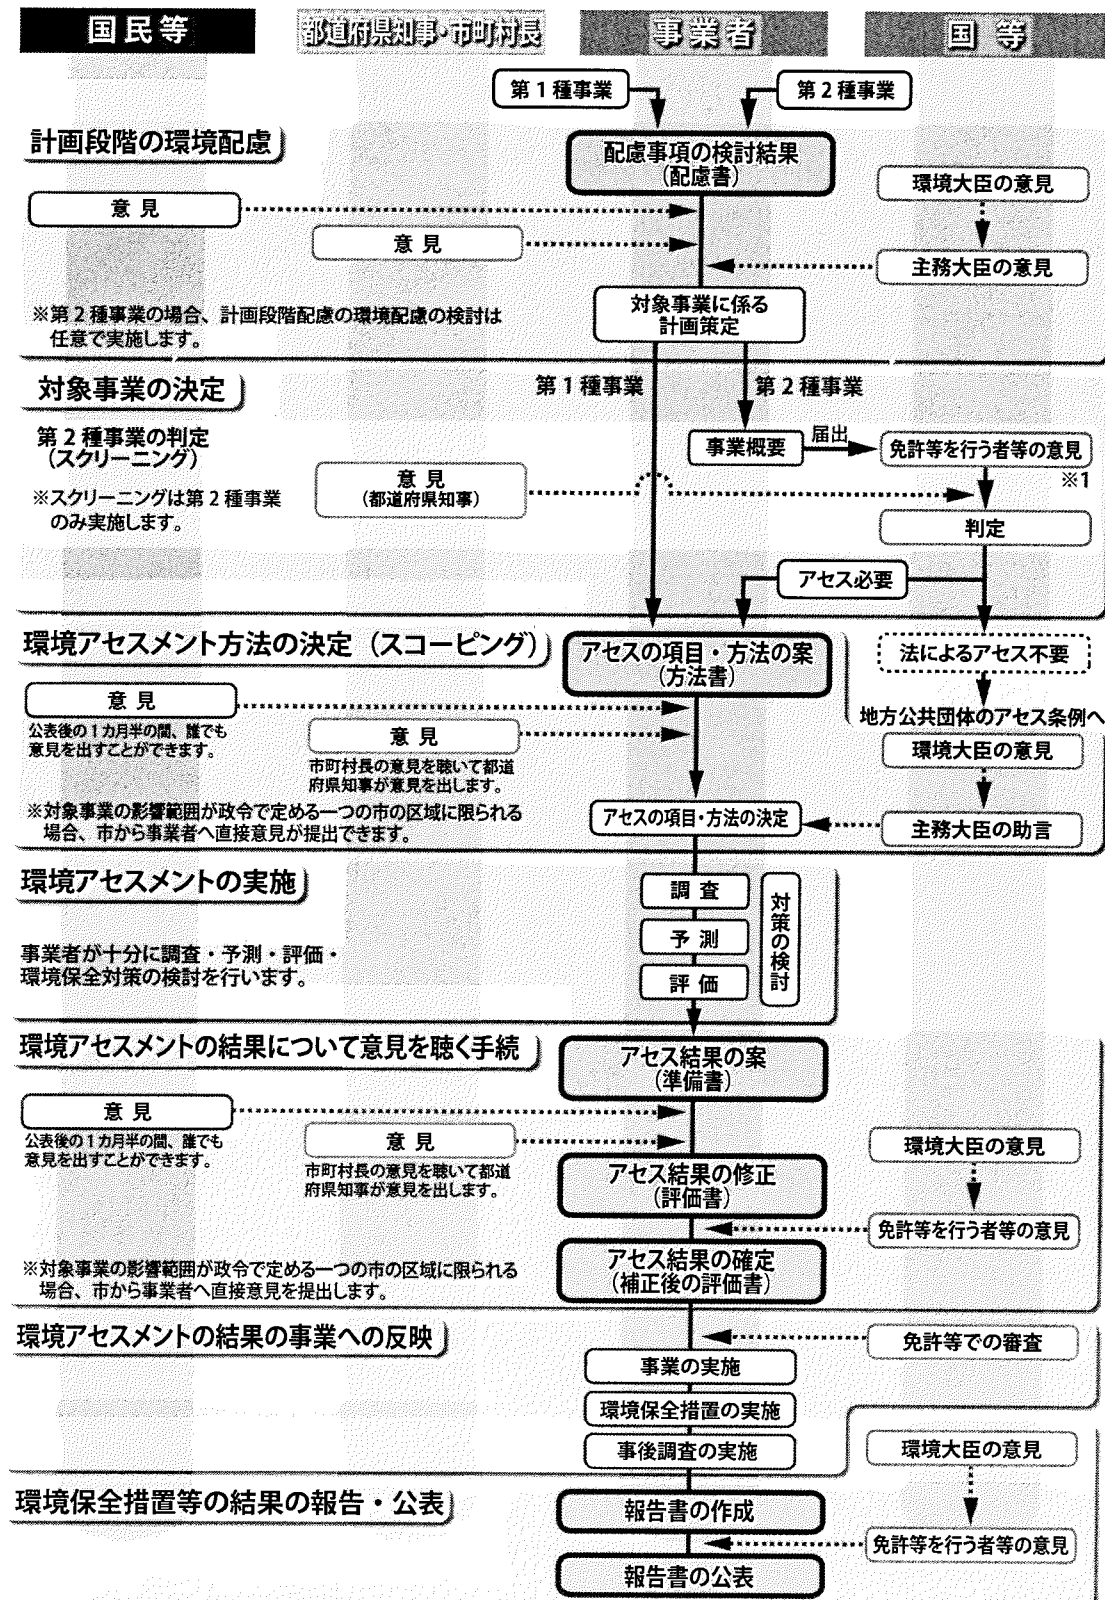 国民等
都道府県知事・市町村長
事業者
国 等
第1種事業
第2種事業
計画段階の環境配慮
配慮事項の検討結果
(配慮書)
環境大臣の意見
意 見
意 見
主務大臣の意見
対象事業に係る
計画策定
※第2種事業の場合、計画段階配慮の環境配慮の検討は
任意で実施します。
対象事業の決定
第1種事業
第2種事業
第2種事業の判定
(スクリーニング)
事業概要
届出
免許等を行う者等の意見
※1
意 見
(都道府県知事)
※スクリーニングは第2種事業
のみ実施します。
判定
アセス必要
環境アセスメント方法の決定(スコーピング)
アセスの項目・方法の案
(方法書)
法によるアセス不要
地方公共団体のアセス条例へ
意 見
公表後の1カ月半の間、誰でも
意見を出すことができます。
意 見
市町村長の意見を聴いて都道
府県知事が意見を出します。
環境大臣の意見
※対象事業の影響範囲が政令で定める一つの市の区域に限られる
場合、市から事業者へ直接意見が提出できます。
アセスの項目・方法の決定
主務大臣の助言
環境アセスメントの実施
調 査
予 測
評 価
対策の検討
事業者が十分に調査・予測・評価・
環境保全対策の検討を行います。
環境アセスメントの結果について意見を聴く手続
アセス結果の案
(準備書)
意 見
公表後の1カ月半の間、誰でも
意見を出すことができます。
意 見
市町村長の意見を聴いて都道
府県知事が意見を出します。
環境大臣の意見
アセス結果の修正
(評価書)
免許等を行う者等の意見
アセス結果の確定
(補正後の評価書)
※対象事業の影響範囲が政令で定める一つの市の区域に限られる
場合、市から事業者へ直接意見を提出します。
環境アセスメントの結果の事業への反映
免許等での審査
事業の実施
環境保全措置の実施
事後調査の実施
環境大臣の意見
環境保全措置等の結果の報告・公表
報告書の作成
免許等を行う者等の意見
報告書の公表